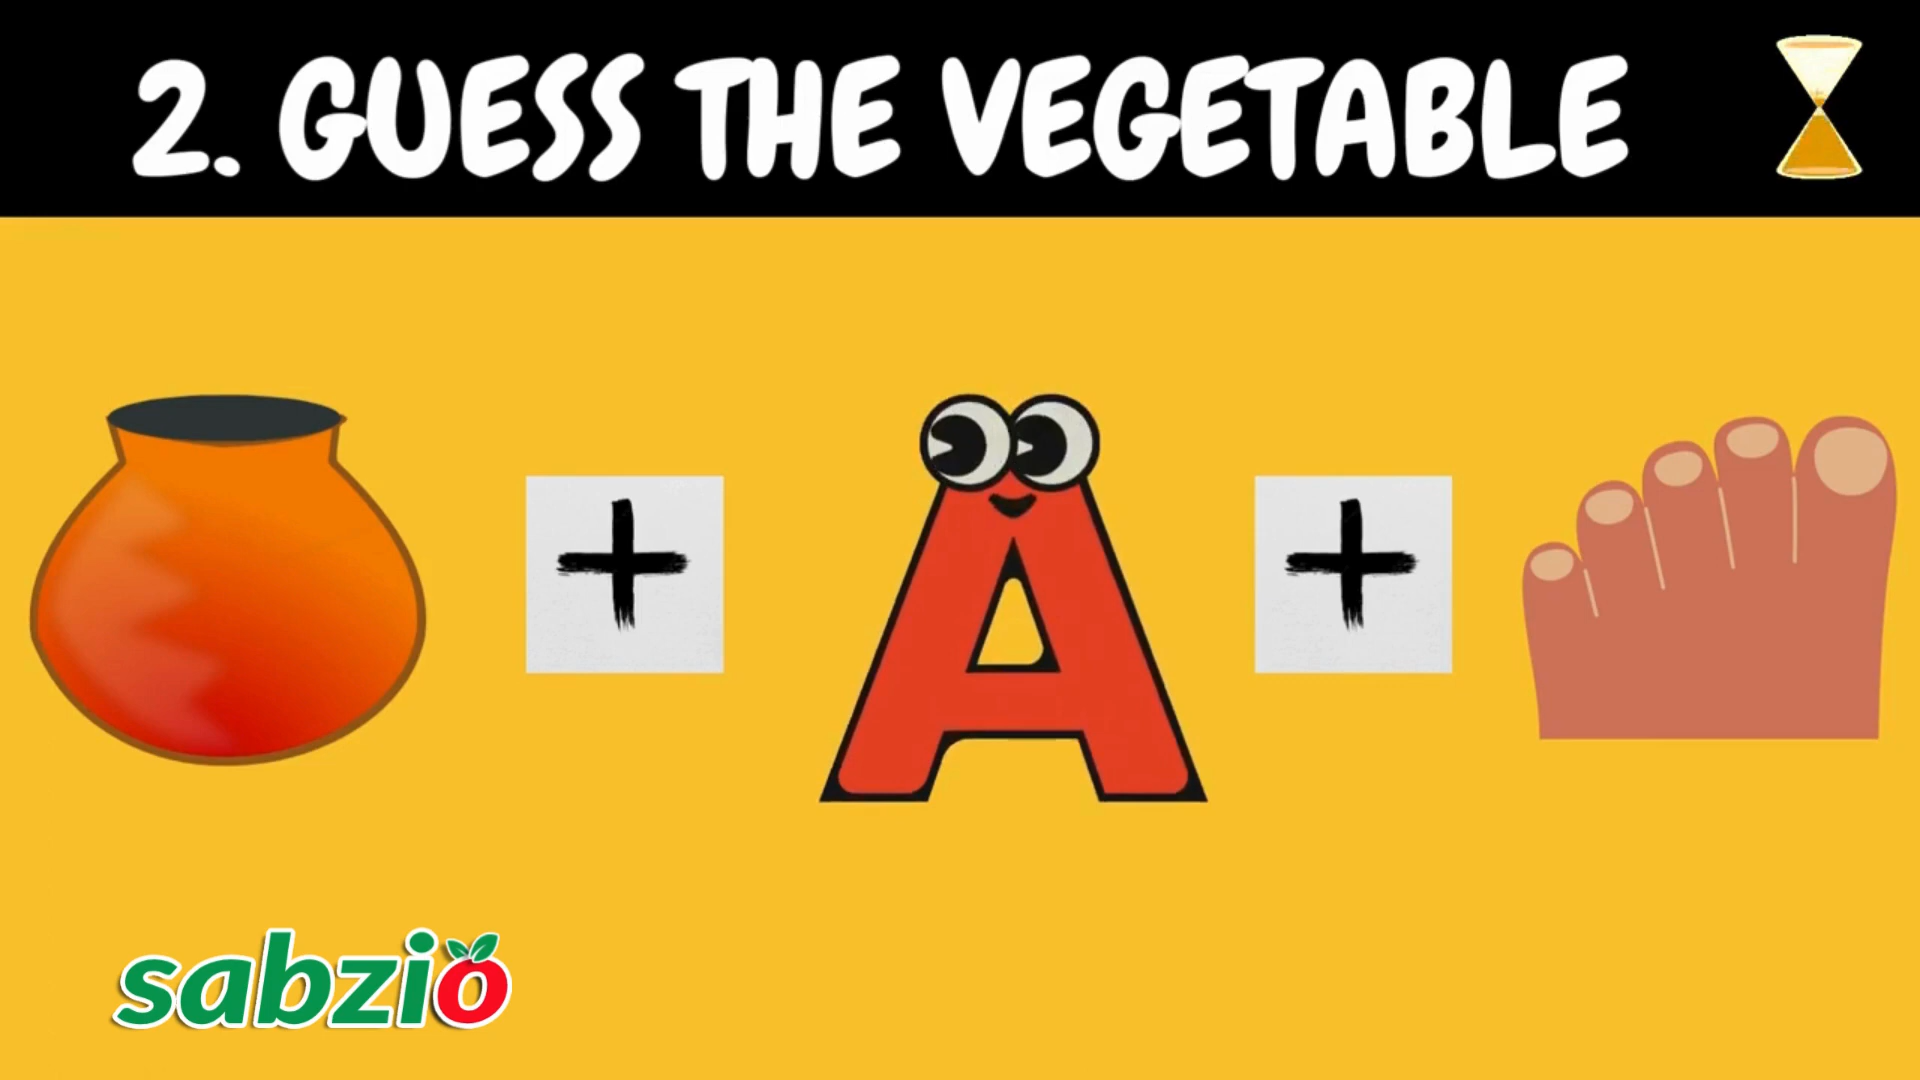 2. GUESS THE VEGETABLE
+ A +
sabzio